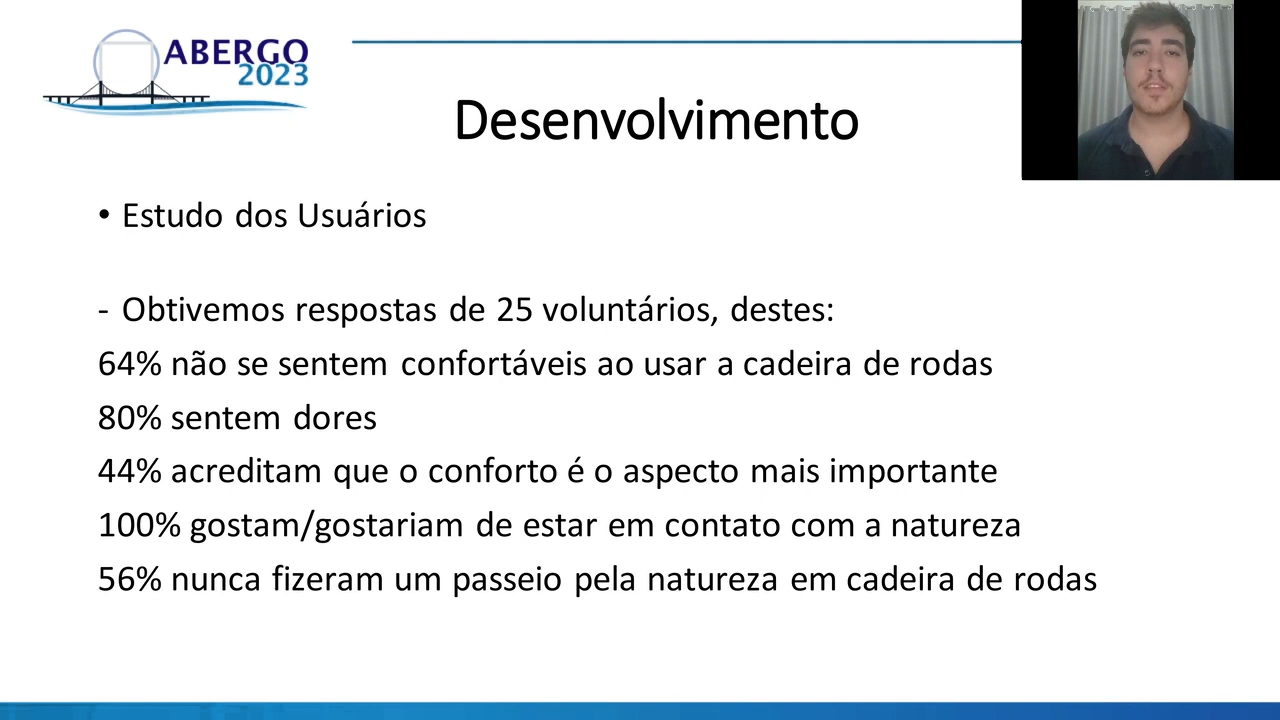 ABERGO
2023
Desenvolvimento
• Estudo dos Usuários
- Obtivemos respostas de 25 voluntários, destes:
64% não se sentem confortáveis ao usar a cadeira de rodas
80% sentem dores
44% acreditam que o conforto é o aspecto mais importante
100% gostam/gostariam de estar em contato com a natureza
56% nunca fizeram um passeio pela natureza em cadeira de rodas